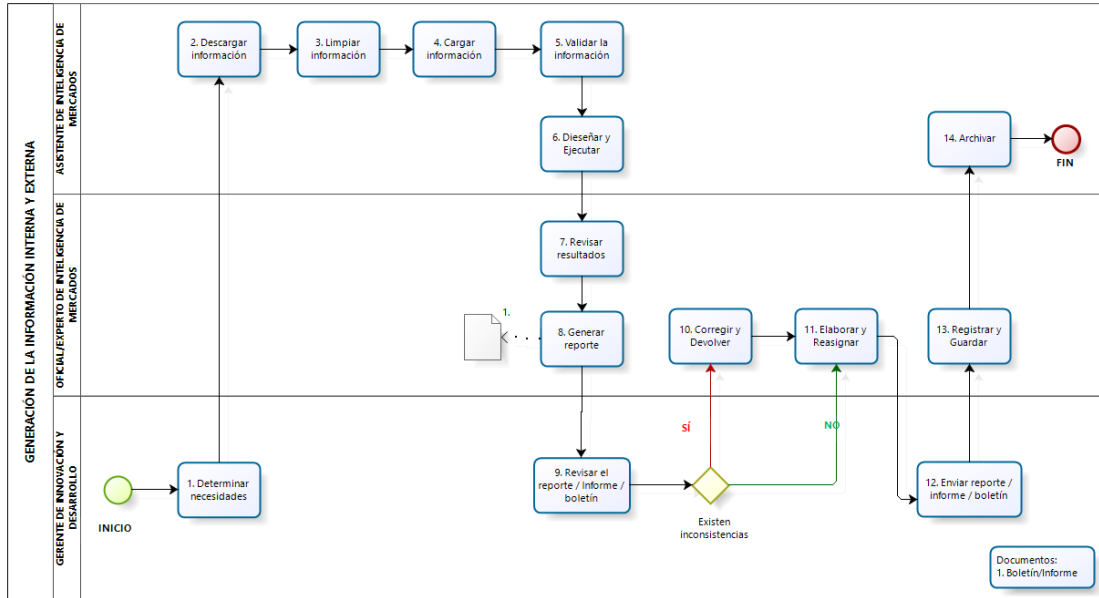 GENERACIÓN DE LA INFORMACIÓN INTERNA Y EXTERNA
ASISTENTE DE INTELIGENCIA DE
MERCADOS
2. Descargar
información
3. Limpiar
información
4. Cargar
información
5. Validar la
información
6. Dieseñar y
Ejecutar
14. Archivar
FIN
OFICIAL/EXPERTO DE INTELIGENCIA DE
MERCADOS
7. Revisar
resultados
1.
8. Generar
reporte
10. Corregir y
Devolver
11. Elaborar y
Reasignar
13. Registrar y
Guardar
GERENTE DE INNOVACIÓN Y
DESARROLLO
INICIO
1. Determinar
necesidades
9. Revisar el
reporte / Informe /
boletín
SÍ
NO
Existen
inconsistencias
12. Enviar reporte /
informe / boletín
Documentos:
1. Boletín/Informe